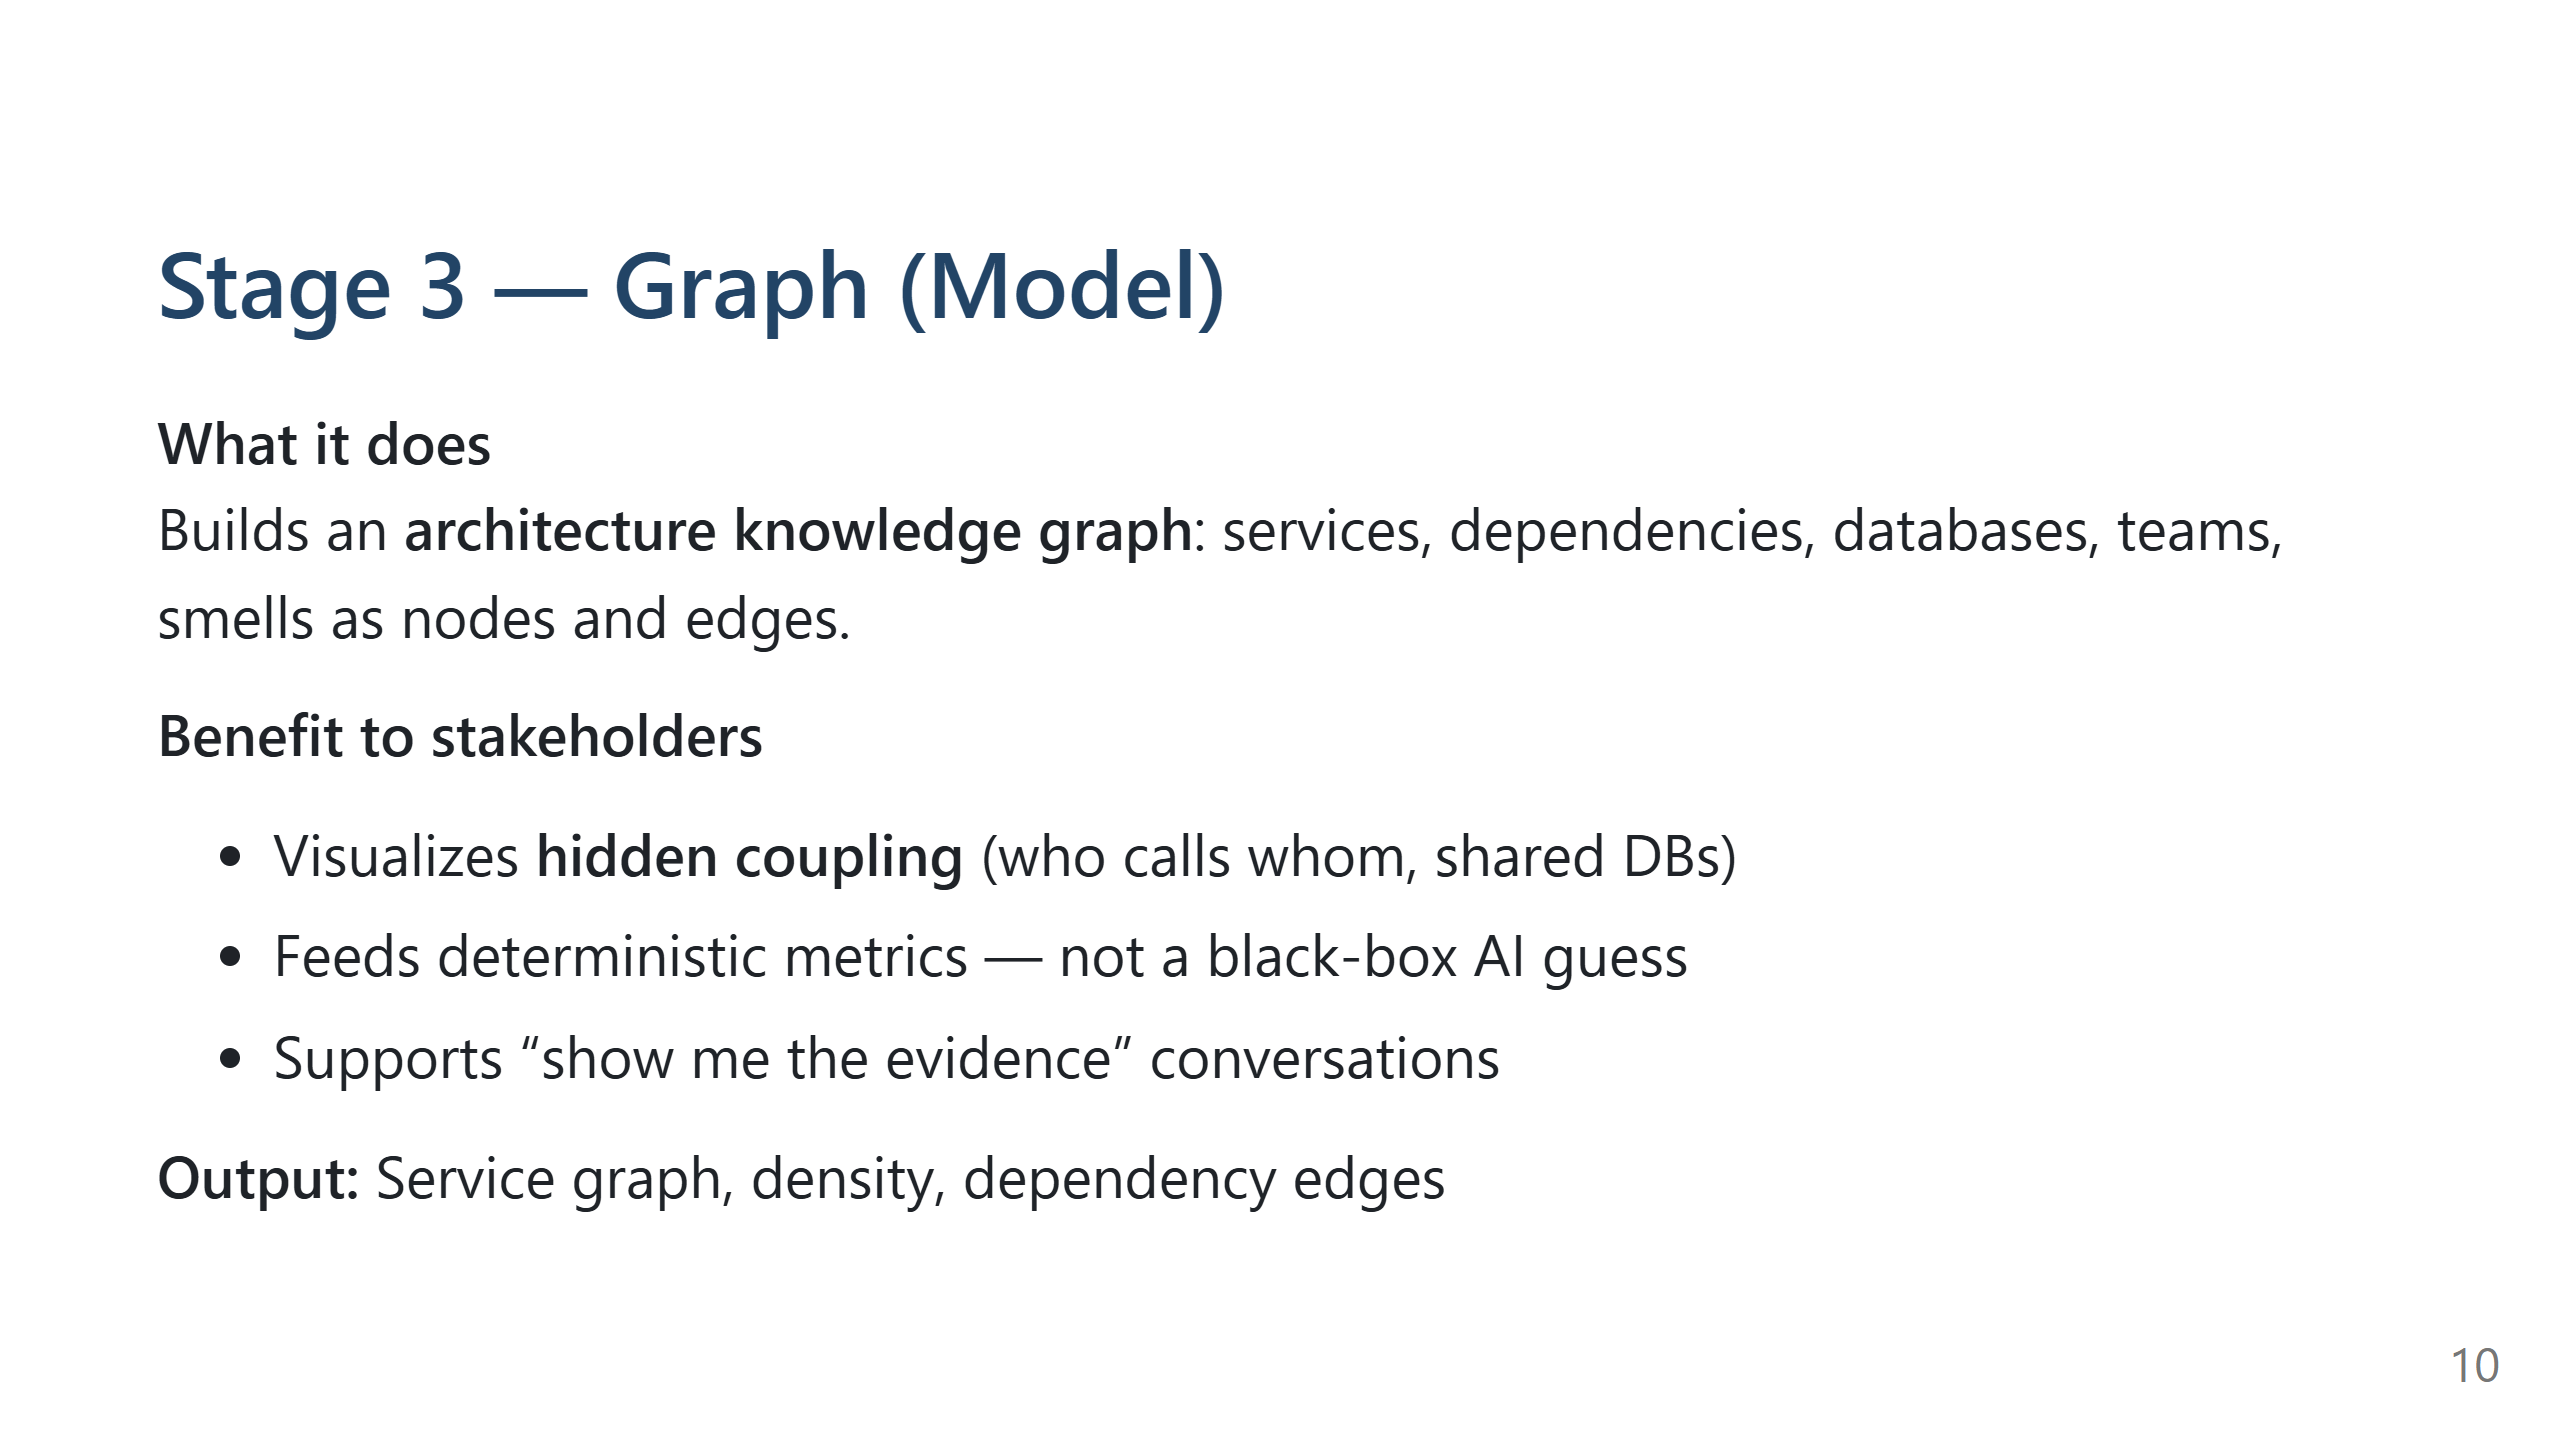 Stage 3 — Graph (Model)
What it does
Builds an architecture knowledge graph: services, dependencies, databases, teams,
smells as nodes and edges.
Benefit to stakeholders
• Visualizes hidden coupling (who calls whom, shared DBs)
• Feeds deterministic metrics — not a black-box AI guess
• Supports “show me the evidence” conversations
Output: Service graph, density, dependency edges
10